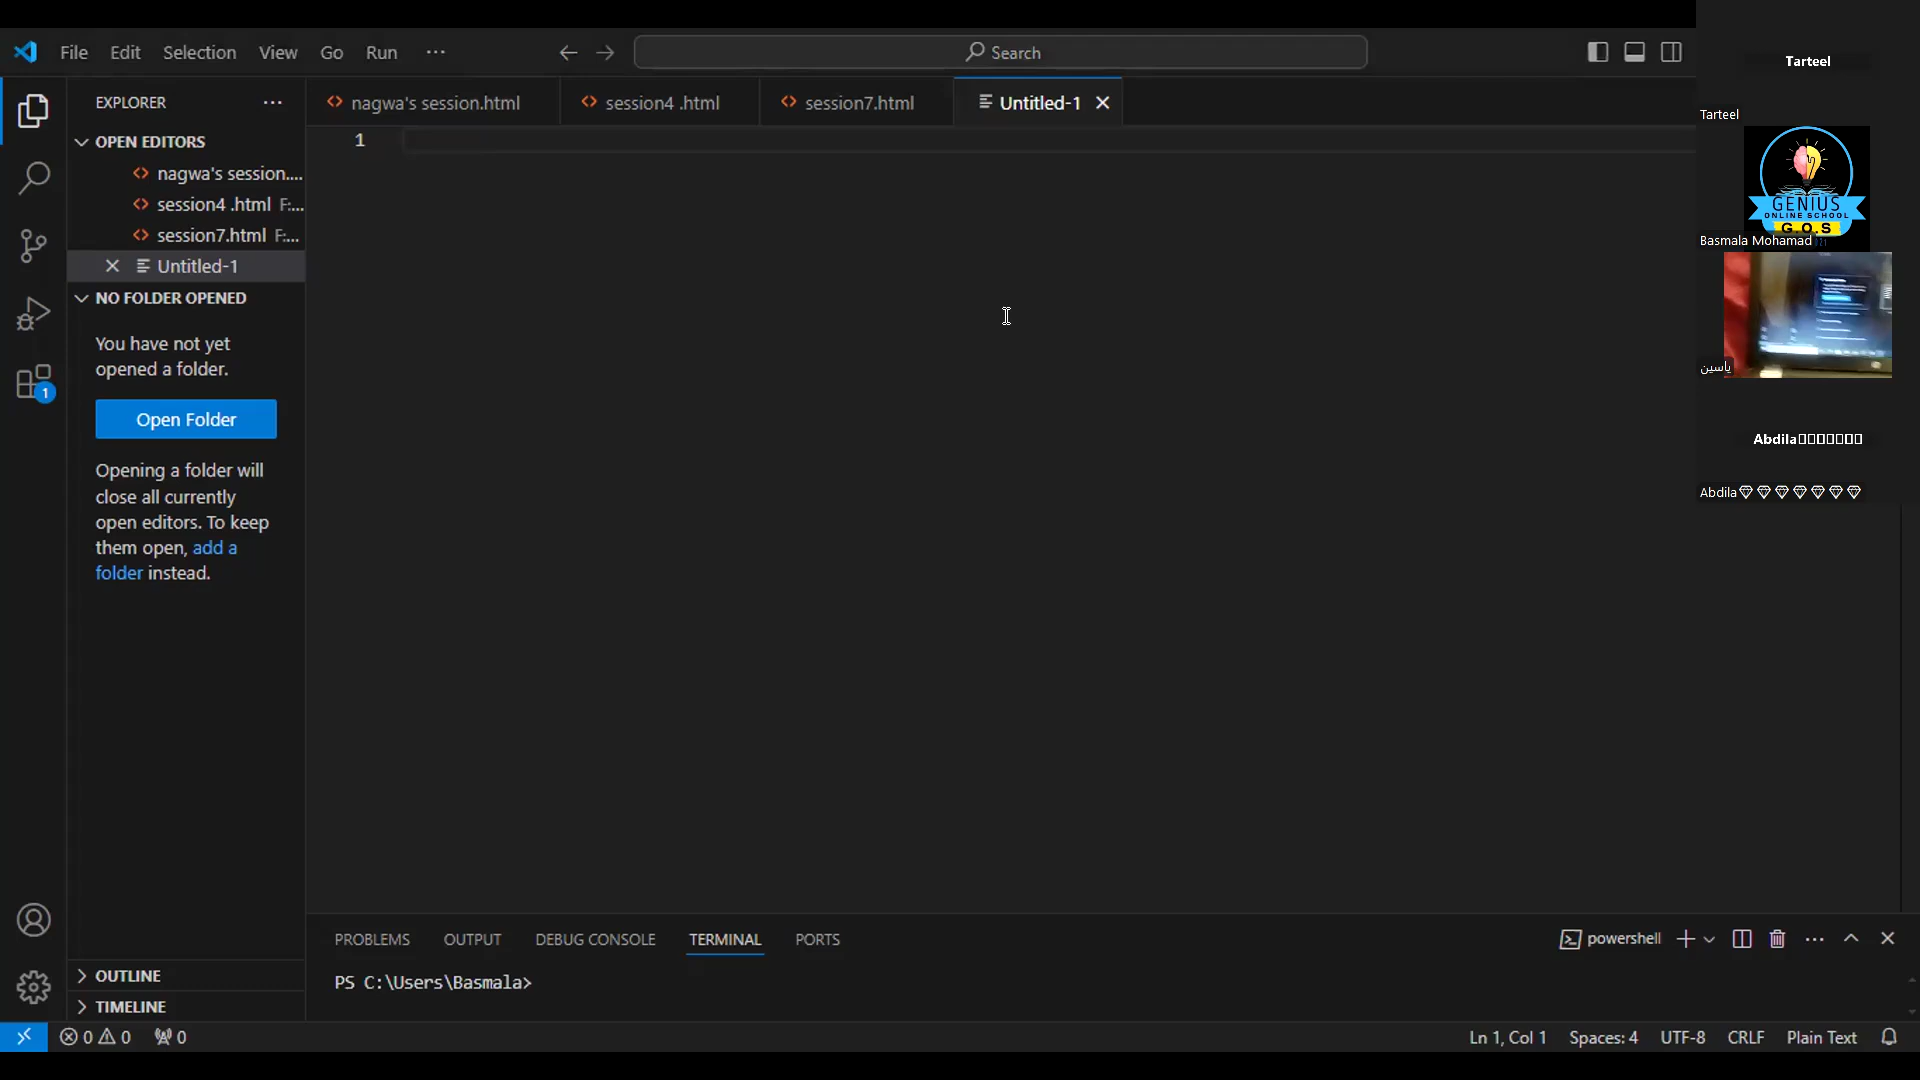 File Edit Selection View Go Run ···
Search
EXPLORER ···
OPEN EDITORS
nagwa's session....
session4 .html F:...
session7.html F:...
Untitled-1
NO FOLDER OPENED
You have not yet
opened a folder.
Open Folder
Opening a folder will
close all currently
open editors. To keep
them open, add a
folder instead.
OUTLINE
TIMELINE
1
nagwa's session.html session4 .html session7.html Untitled-1
1
PROBLEMS OUTPUT DEBUG CONSOLE TERMINAL PORTS
powershell
PS C:\Users\Basmala>
0 0 0
Ln 1, Col 1 Spaces: 4 UTF-8 CRLF Plain Text
Tarteel
Tarteel
GENIUS
ONLINE SCHOOL
G.O.S
Basmala Mohamad
ياسين
Abdila
Abdila